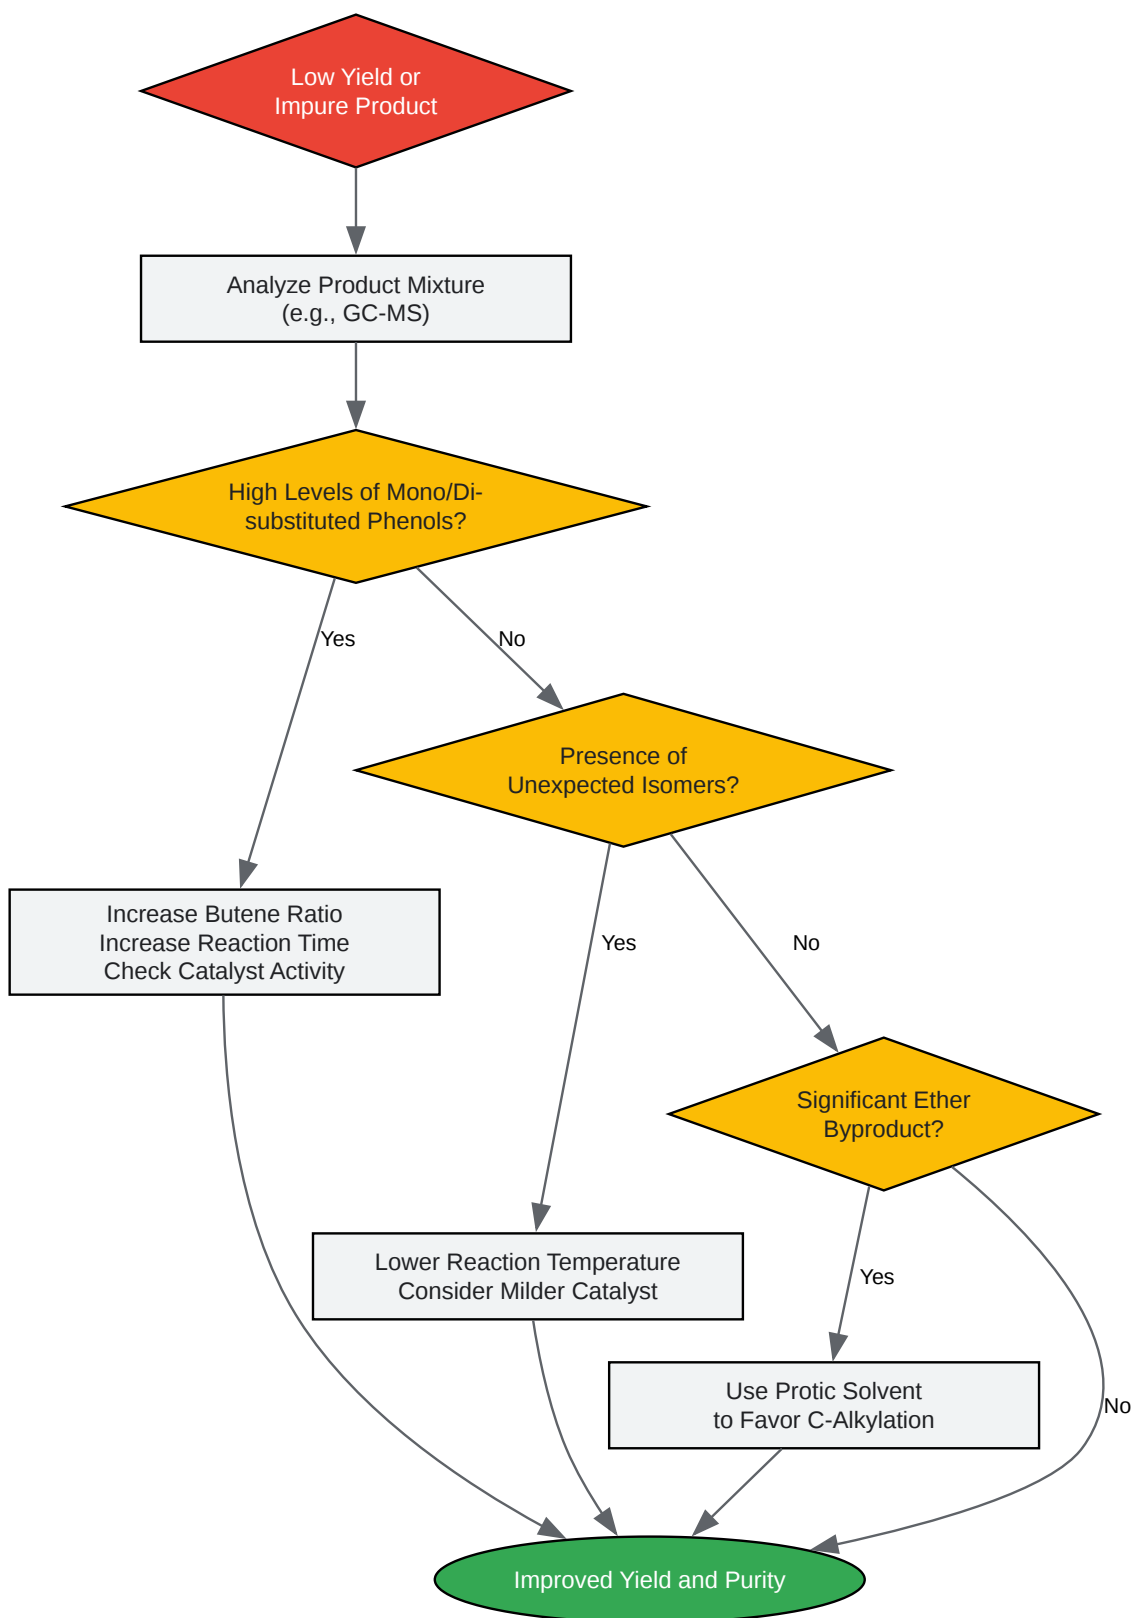 Low Yield or
Impure Product
Analyze Product Mixture
(e.g., GC-MS)
High Levels of Mono/Di-
substituted Phenols?
Yes
No
Presence of
Unexpected Isomers?
Increase Butene Ratio
Increase Reaction Time
Check Catalyst Activity
Yes
No
Significant Ether
Byproduct?
Lower Reaction Temperature
Consider Milder Catalyst
Yes
Use Protic Solvent
to Favor C-Alkylation
No
Improved Yield and Purity